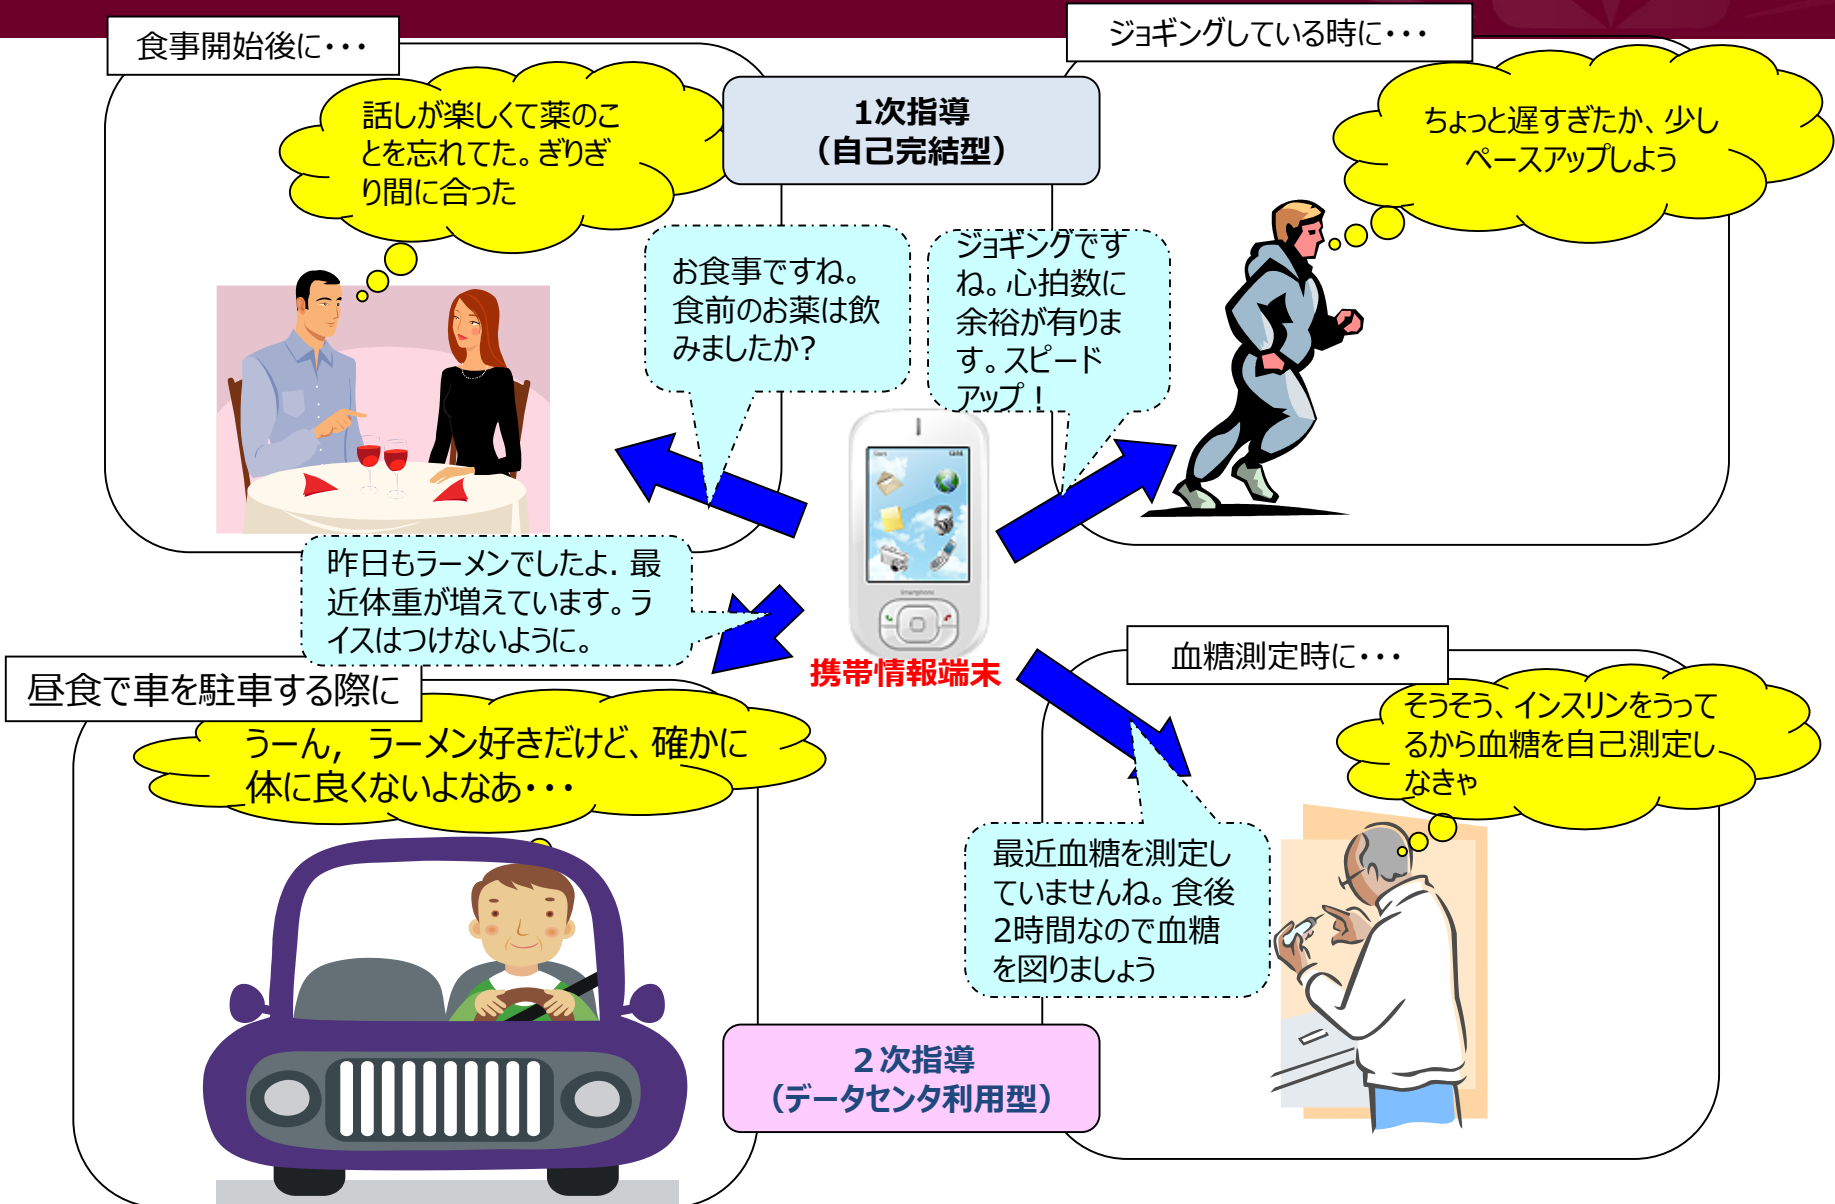 食事開始後に・・・
ジョギングしている時に・・・
話しが楽しくて薬のこ
とを忘れてた。ぎりぎ
り間に合った
1次指導
（自己完結型）
ちょっと遅すぎたか、少し
ペースアップしよう
お食事ですね。
食前のお薬は飲
みましたか?
ジョギングです
ね。心拍数に
余裕が有りま
す。スピード
アップ！
昨日もラーメンでしたよ. 最
近体重が増えています。ラ
イスはつけないように。
Smartphone
携帯情報端末
昼食で車を駐車する際に
血糖測定時に・・・
うーん， ラーメン好きだけど、確かに
体に良くないよなあ・・・
そうそう、インスリンをうって
るから血糖を自己測定し
なきゃ
最近血糖を測定し
ていませんね。食後
2時間なので血糖
を図りましょう
２次指導
（データセンタ利用型）